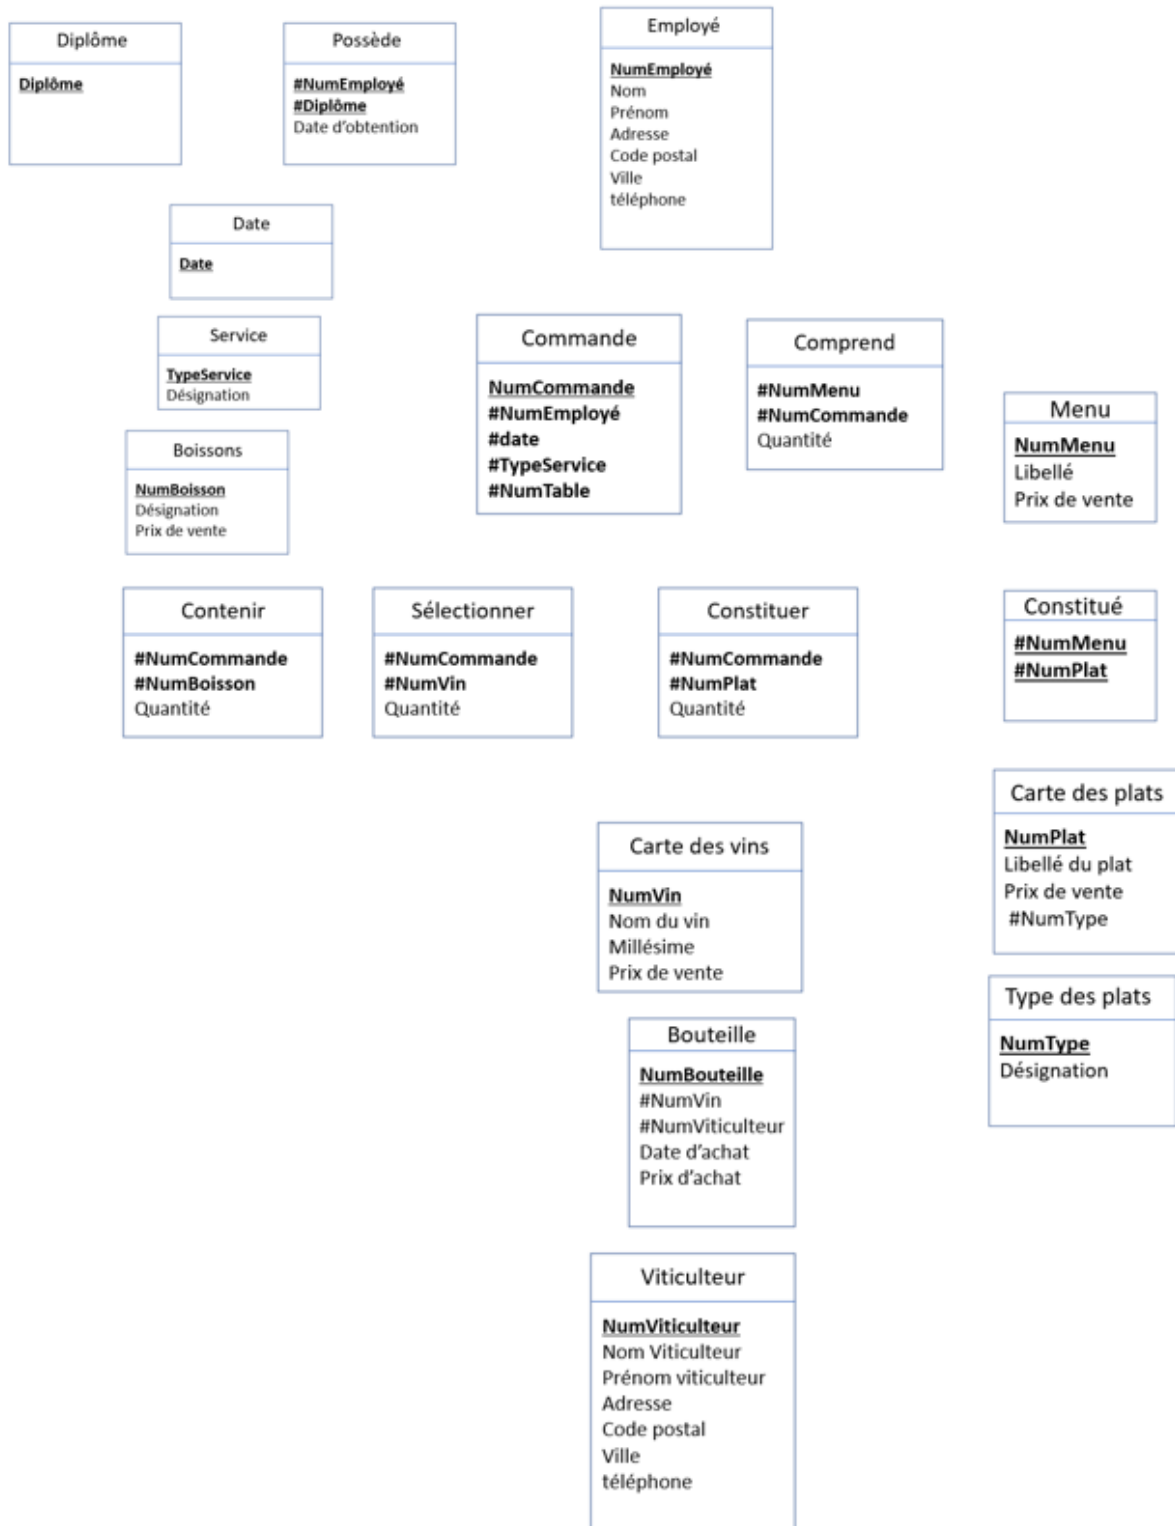 Diplôme
Diplôme
Possède
#NumEmployé
#Diplôme
Date d'obtention
Employé
NumEmployé
Nom
Prénom
Adresse
Code postal
Ville
téléphone
Date
Date
Service
TypeService
Désignation
Commande
NumCommande
#NumEmployé
#date
#TypeService
#NumTable
Comprend
#NumMenu
#NumCommande
Quantité
Menu
NumMenu
Libellé
Prix de vente
Boissons
NumBoisson
Désignation
Prix de vente
Contenir
#NumCommande
#NumBoisson
Quantité
Sélectionner
#NumCommande
#NumVin
Quantité
Constituer
#NumCommande
#NumPlat
Quantité
Constitué
#NumMenu
#NumPlat
Carte des plats
NumPlat
Libellé du plat
Prix de vente
#NumType
Carte des vins
NumVin
Nom du vin
Millésime
Prix de vente
Type des plats
NumType
Désignation
Bouteille
NumBouteille
#NumVin
#NumViticulteur
Date d'achat
Prix d'achat
Viticulteur
NumViticulteur
Nom Viticulteur
Prénom viticulteur
Adresse
Code postal
Ville
téléphone